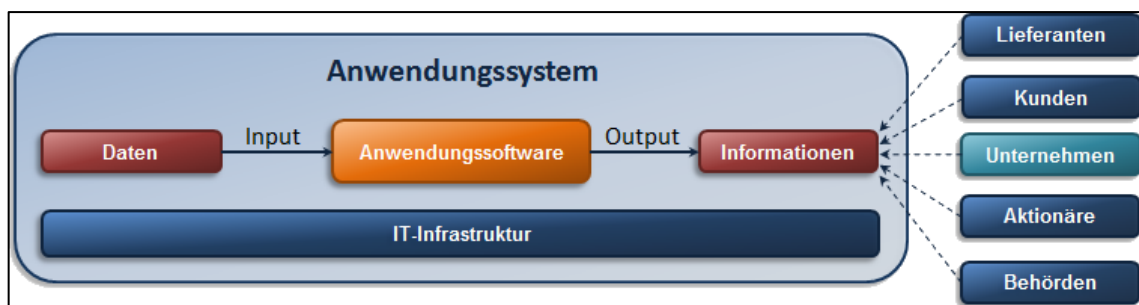 Anwendungssystem
Daten
Input
Anwendungssoftware
Output
Informationen
IT-Infrastruktur
Lieferanten
Kunden
Unternehmen
Aktionäre
Behörden